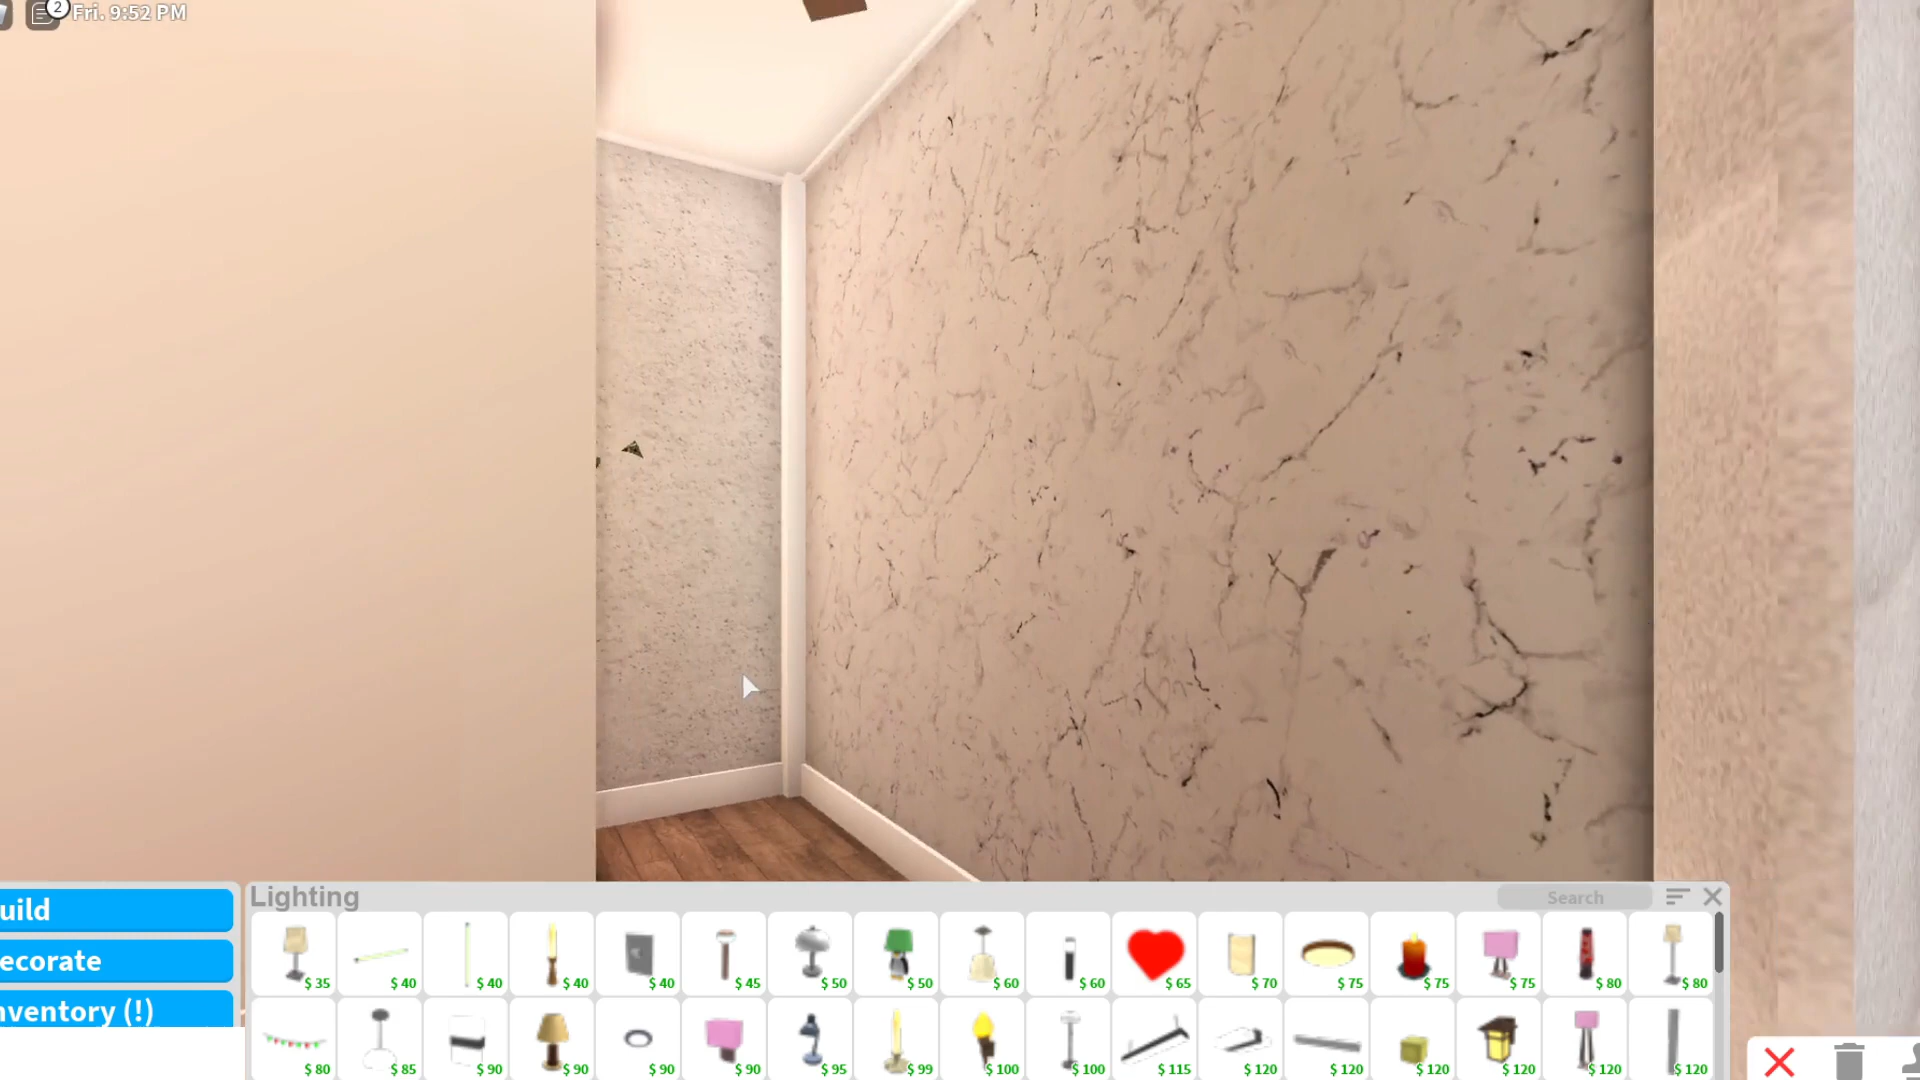 2
Fri. 9:52 PM
uild
ecorate
nventory (!)
Lighting
Search
$ 35 $ 40 $ 40 $ 40 $ 40 $ 45 $ 50 $ 50 $ 60 $ 60 $ 65 $ 70 $ 75 $ 75 $ 75 $ 80 $ 80
$ 80 $ 85 $ 90 $ 90 $ 90 $ 90 $ 95 $ 99 $ 100 $ 100 $ 115 $ 120 $ 120 $ 120 $ 120 $ 120 $ 120